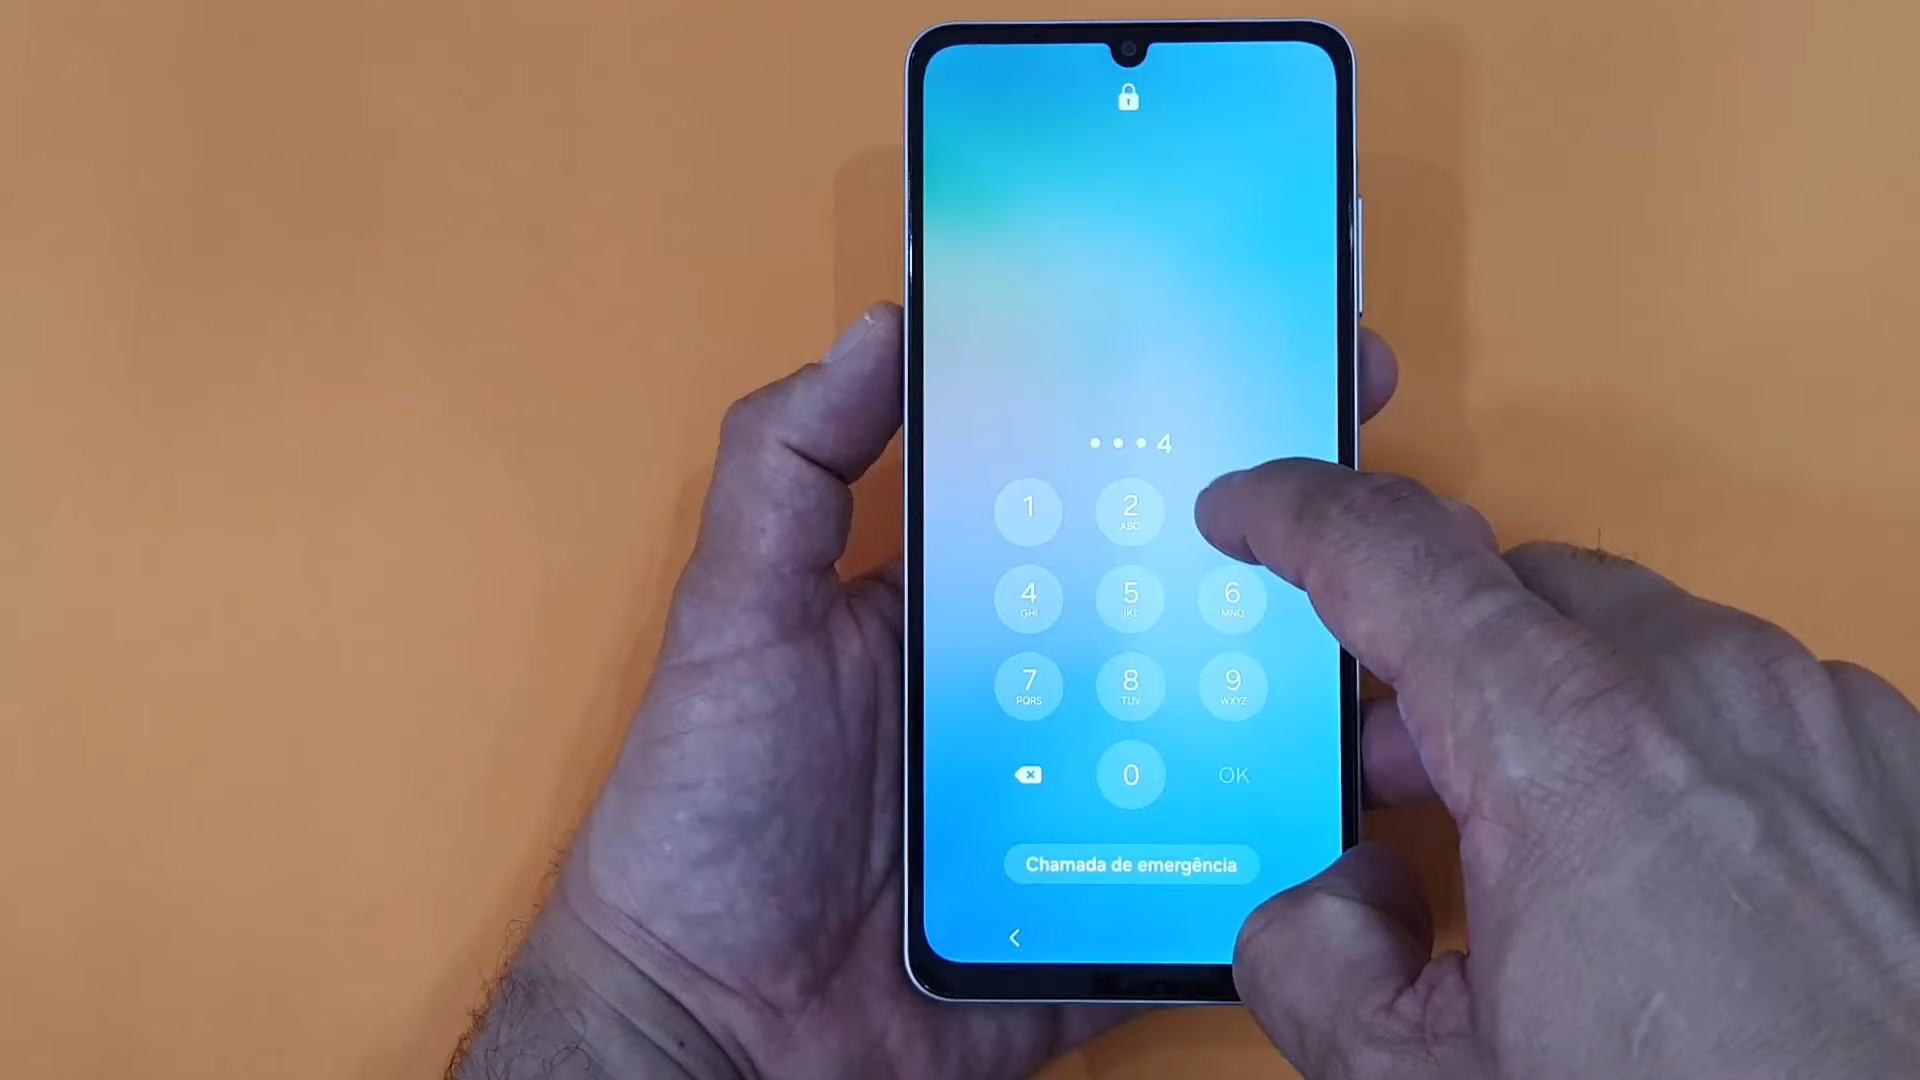 • • • 4
1
2
ABC
4
GHI
5
JKL
6
MNO
7
PQRS
8
TUV
9
WXYZ
0
OK
Chamada de emergência